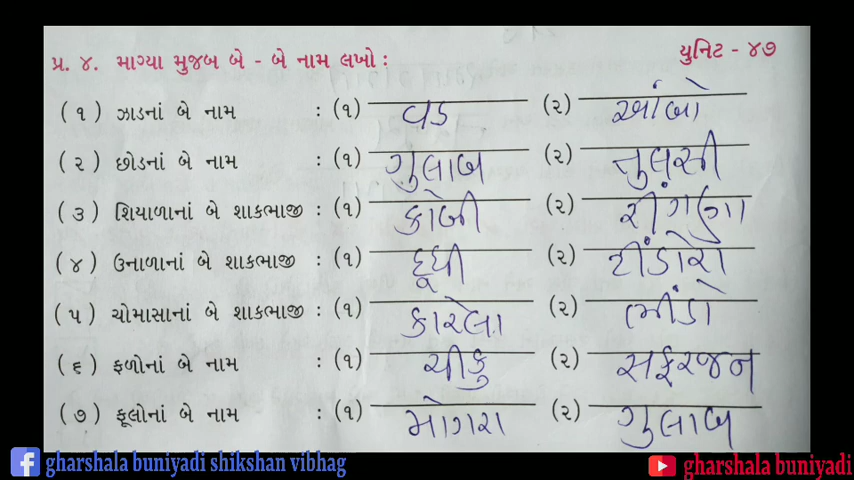 પ્ર. ૪. માગ્યા મુજબ બે - બે નામ લખો : યુનિટ - ૪૭
(૧) ઝાડનાં બે નામ : (૧) વડ (૨) આંબો
(૨) છોડનાં બે નામ : (૧) ગુલાબ (૨) તુલસી
(૩) શિયાળાનાં બે શાકભાજી : (૧) કોબી (૨) રીંગણા
(૪) ઉનાળાનાં બે શાકભાજી : (૧) દૂધી (૨) ટીંડોરા
(૫) ચોમાસાનાં બે શાકભાજી : (૧) કારેલા (૨) ભીંડો
(૬) ફળોનાં બે નામ : (૧) ચીકુ (૨) સફરજન
(૭) ફૂલોનાં બે નામ : (૧) મોગરા (૨) ગુલાબ
f gharshala buniyadi shikshan vibhag gharshala buniyadi